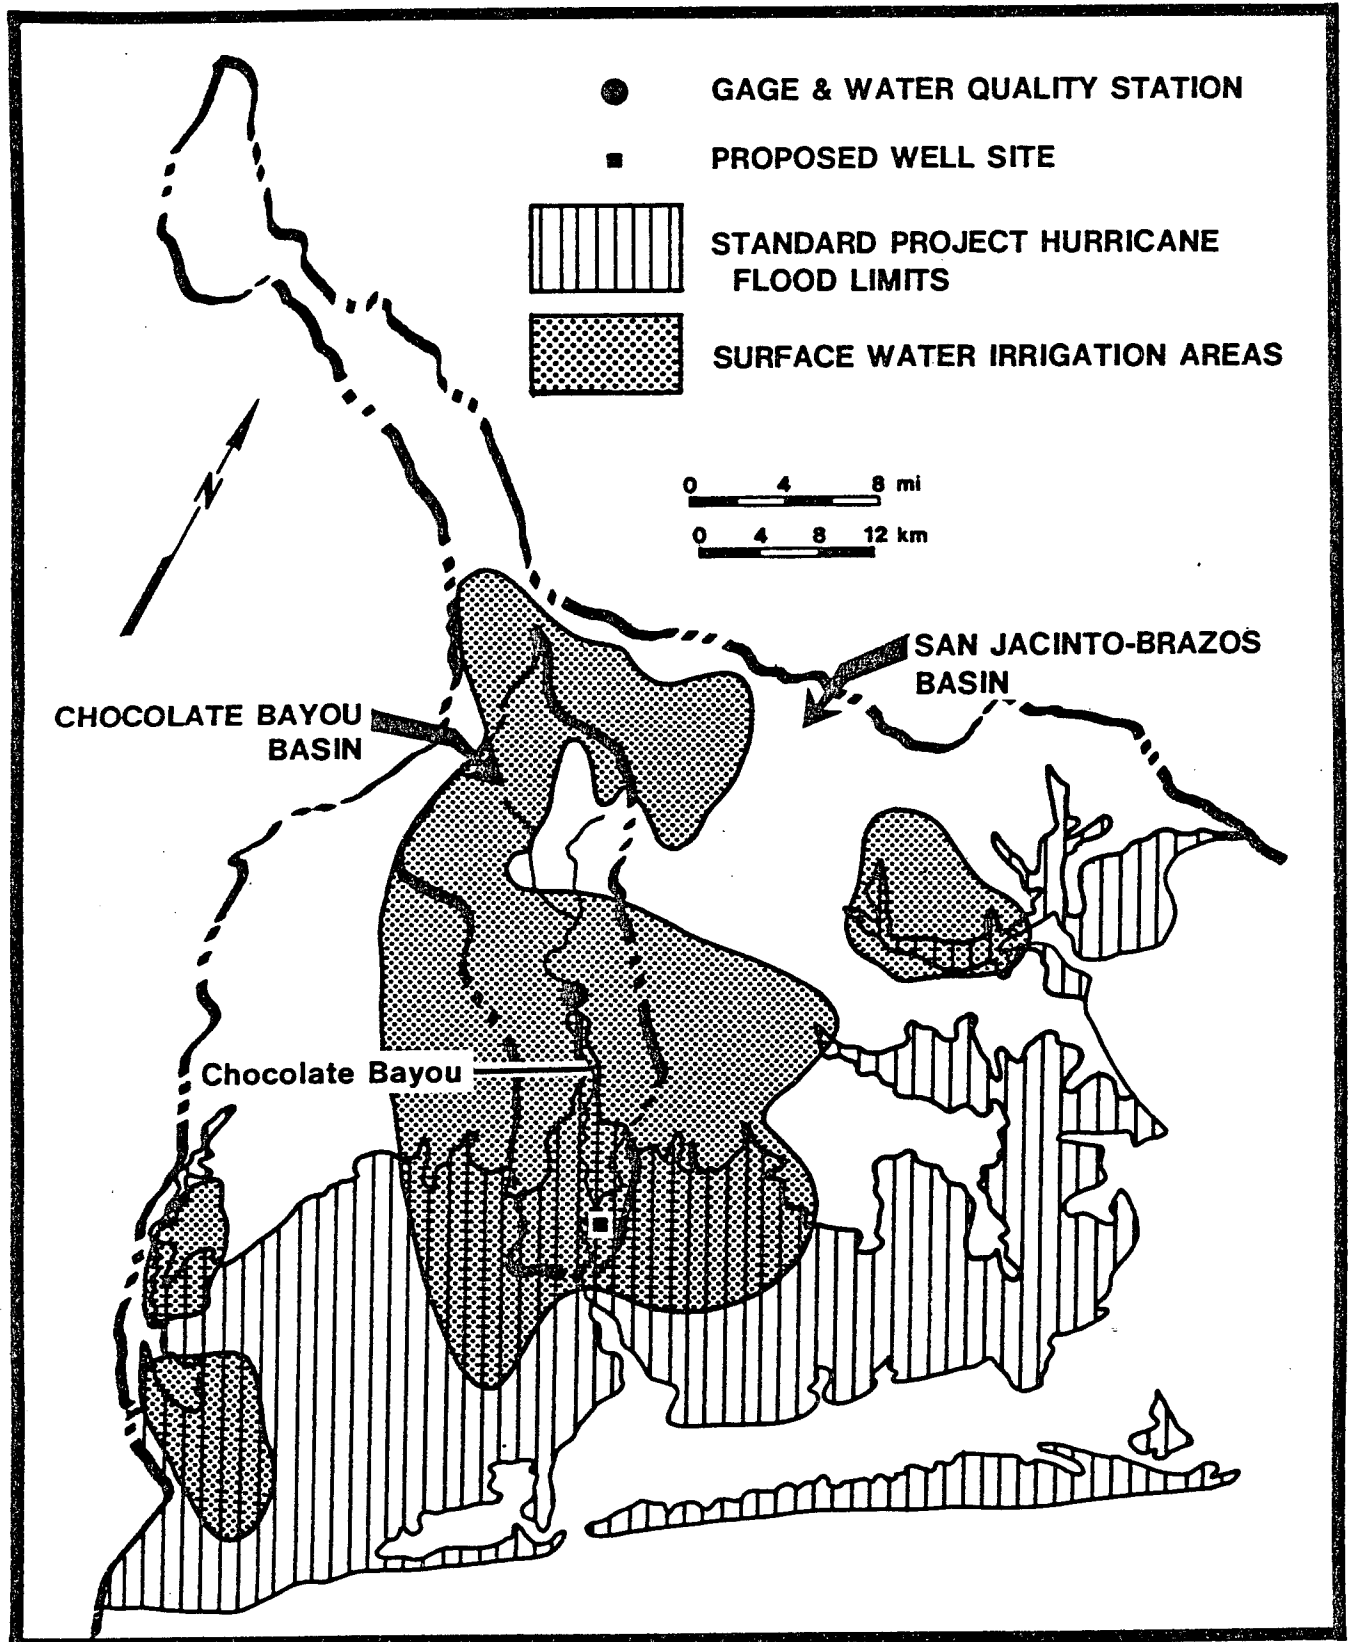 GAGE & WATER QUALITY STATION
PROPOSED WELL SITE
STANDARD PROJECT HURRICANE
FLOOD LIMITS
SURFACE WATER IRRIGATION AREAS
N
0 4 8 mi
0 4 8 12 km
SAN JACINTO-BRAZOS
BASIN
CHOCOLATE BAYOU
BASIN
Chocolate Bayou